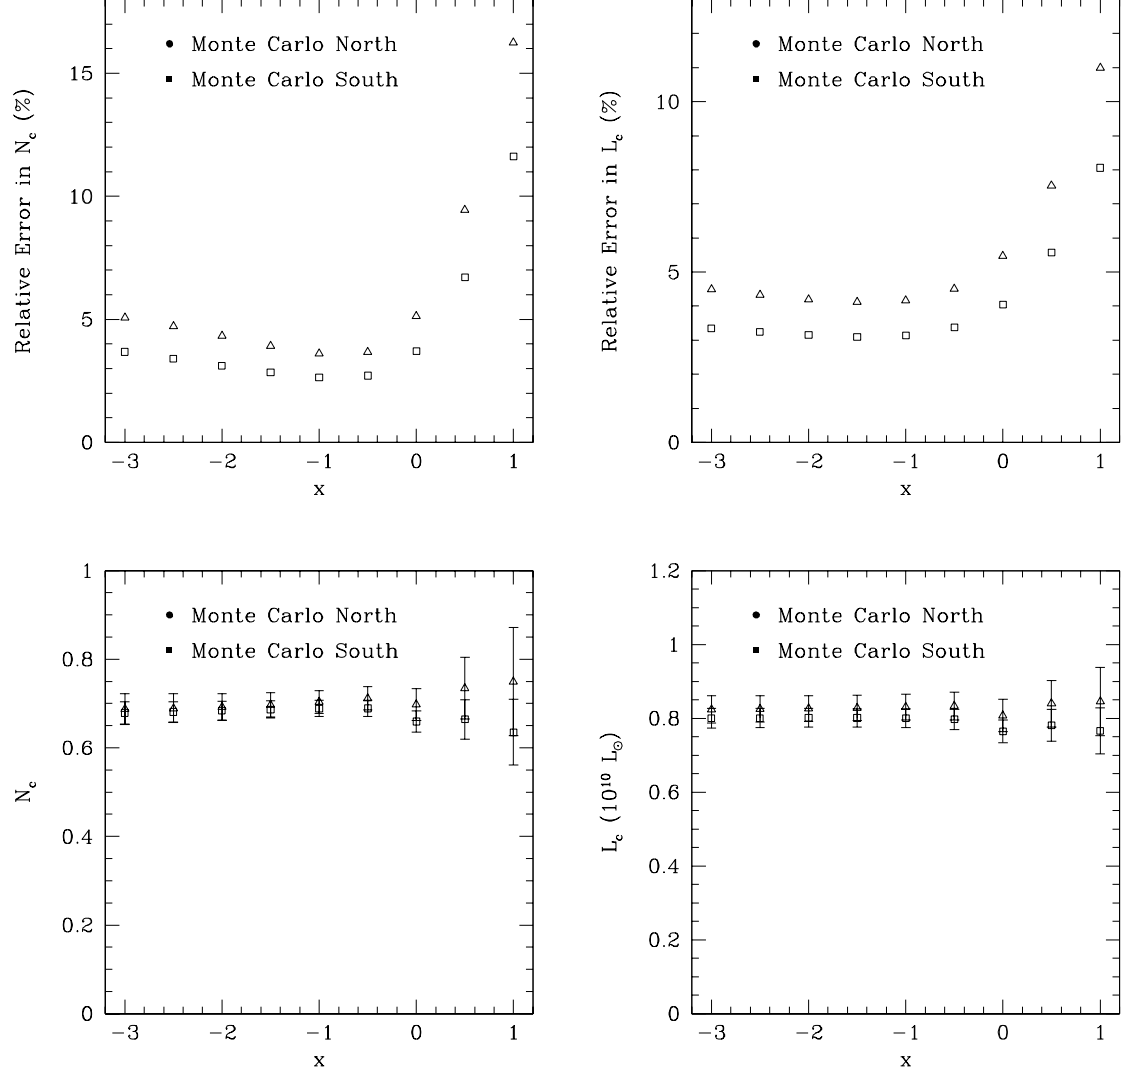 Monte Carlo North
Monte Carlo South
Relative Error in N_c (%)
15
10
5
0
−3 −2 −1 0 1
x
Monte Carlo North
Monte Carlo South
Relative Error in L_c (%)
10
5
0
−3 −2 −1 0 1
x
Monte Carlo North
Monte Carlo South
N_c
1
0.8
0.6
0.4
0.2
0
−3 −2 −1 0 1
x
Monte Carlo North
Monte Carlo South
L_c (10¹⁰ L_⊙)
1.2
1
0.8
0.6
0.4
0.2
0
−3 −2 −1 0 1
x